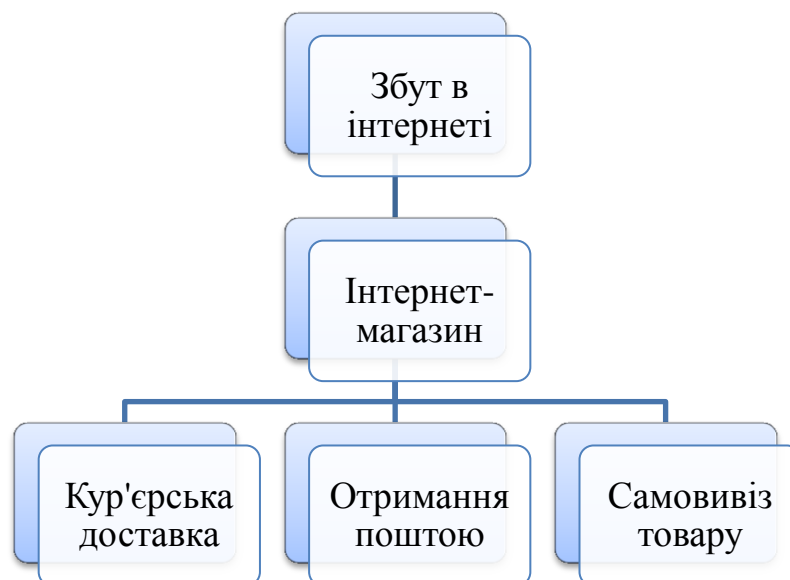 Збут в
інтернеті
Інтернет-
магазин
Кур'єрська
доставка
Отримання
поштою
Самовивіз
товару